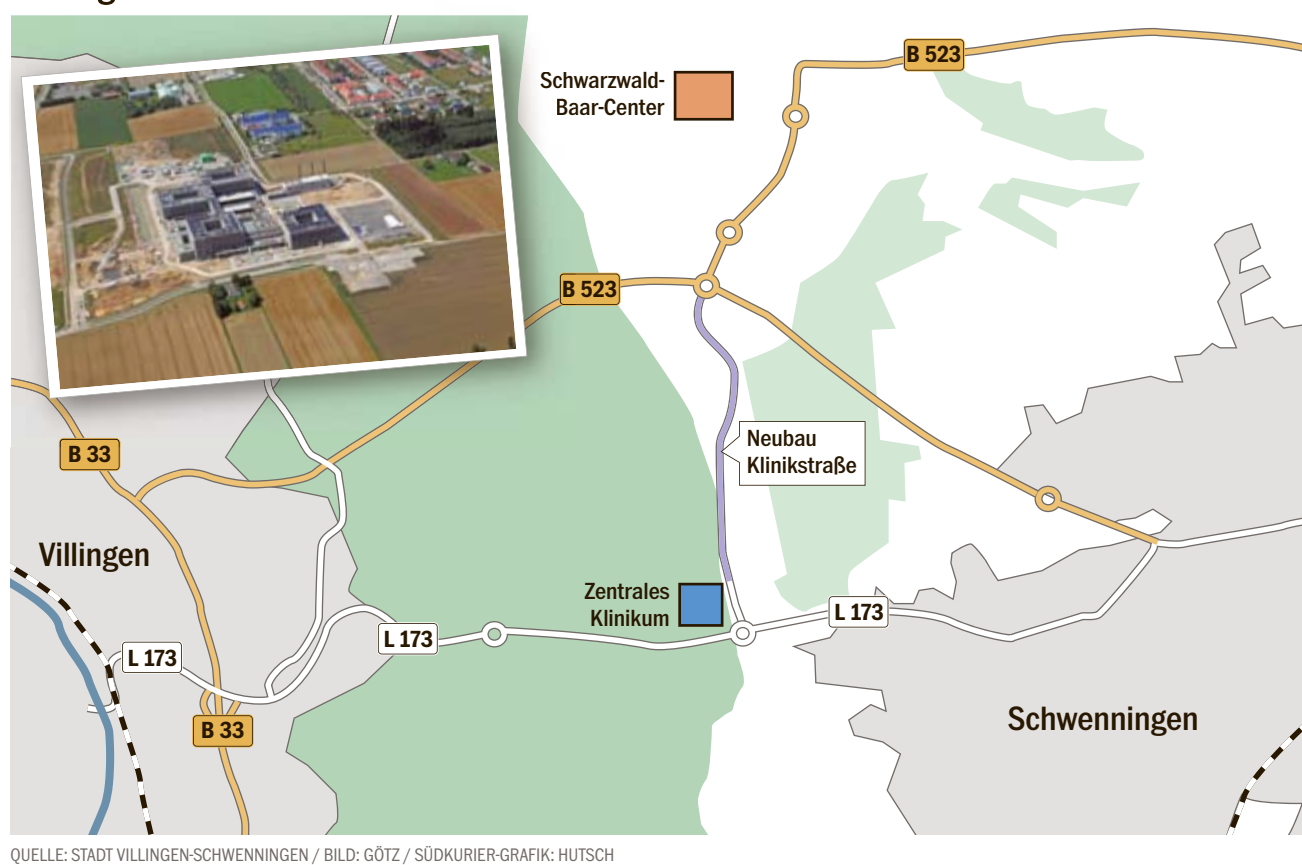 B 523
Schwarzwald-
Baar-Center
B 523
Neubau
Klinikstraße
B 33
Villingen
Zentrales
Klinikum
L 173
L 173
L 173
B 33
Schwenningen
QUELLE: STADT VILLINGEN-SCHWENNINGEN / BILD: GÖTZ / SÜDKURIER-GRAFIK: HUTSCH